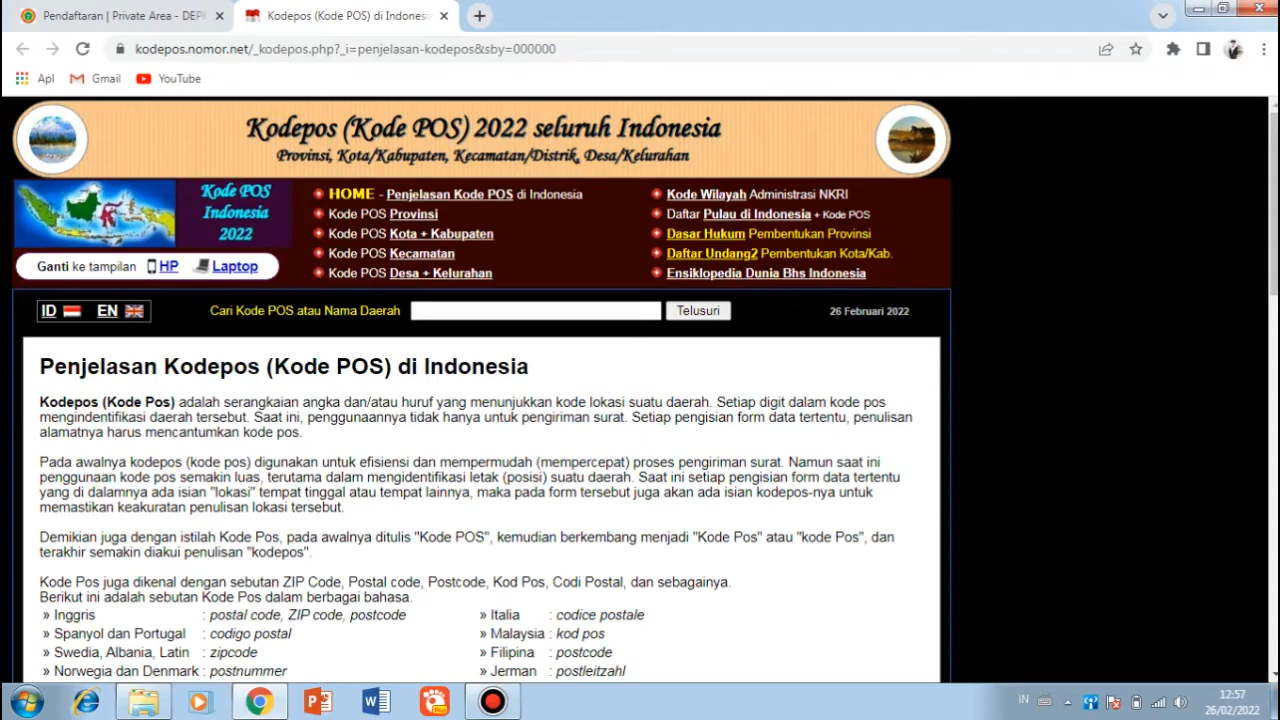 Pendaftaran | Private Area - DEPK
Kodepos (Kode POS) di Indonesia
kodepos.nomor.net/_kodepos.php?_i=penjelasan-kodepos&sby=000000
Apl Gmail YouTube
Kodepos (Kode POS) 2022 seluruh Indonesia
Provinsi, Kota/Kabupaten, Kecamatan/Distrik, Desa/Kelurahan
Kode POS
Indonesia
2022
Ganti ke tampilan HP Laptop
HOME - Penjelasan Kode POS di Indonesia
Kode POS Provinsi
Kode POS Kota + Kabupaten
Kode POS Kecamatan
Kode POS Desa + Kelurahan
Kode Wilayah Administrasi NKRI
Daftar Pulau di Indonesia + Kode POS
Dasar Hukum Pembentukan Provinsi
Daftar Undang2 Pembentukan Kota/Kab.
Ensiklopedia Dunia Bhs Indonesia
ID EN Cari Kode POS atau Nama Daerah Telusuri 26 Februari 2022
Penjelasan Kodepos (Kode POS) di Indonesia
Kodepos (Kode Pos) adalah serangkaian angka dan/atau huruf yang menunjukkan kode lokasi suatu daerah. Setiap digit dalam kode pos
mengindentifikasi daerah tersebut. Saat ini, penggunaannya tidak hanya untuk pengiriman surat. Setiap pengisian form data tertentu, penulisan
alamatnya harus mencantumkan kode pos.
Pada awalnya kodepos (kode pos) digunakan untuk efisiensi dan mempermudah (mempercepat) proses pengiriman surat. Namun saat ini
penggunaan kode pos semakin luas, terutama dalam mengidentifikasi letak (posisi) suatu daerah. Saat ini setiap pengisian form data tertentu
yang di dalamnya ada isian "lokasi" tempat tinggal atau tempat lainnya, maka pada form tersebut juga akan ada isian kodepos-nya untuk
memastikan keakuratan penulisan lokasi tersebut.
Demikian juga dengan istilah Kode Pos, pada awalnya ditulis "Kode POS", kemudian berkembang menjadi "Kode Pos" atau "kode Pos", dan
terakhir semakin diakui penulisan "kodepos".
Kode Pos juga dikenal dengan sebutan ZIP Code, Postal code, Postcode, Kod Pos, Codi Postal, dan sebagainya.
Berikut ini adalah sebutan Kode Pos dalam berbagai bahasa.
» Inggris : postal code, ZIP code, postcode » Italia : codice postale
» Spanyol dan Portugal : codigo postal » Malaysia : kod pos
» Swedia, Albania, Latin : zipcode » Filipina : postcode
» Norwegia dan Denmark : postnummer » Jerman : postleitzahl
IN 12:57
26/02/2022